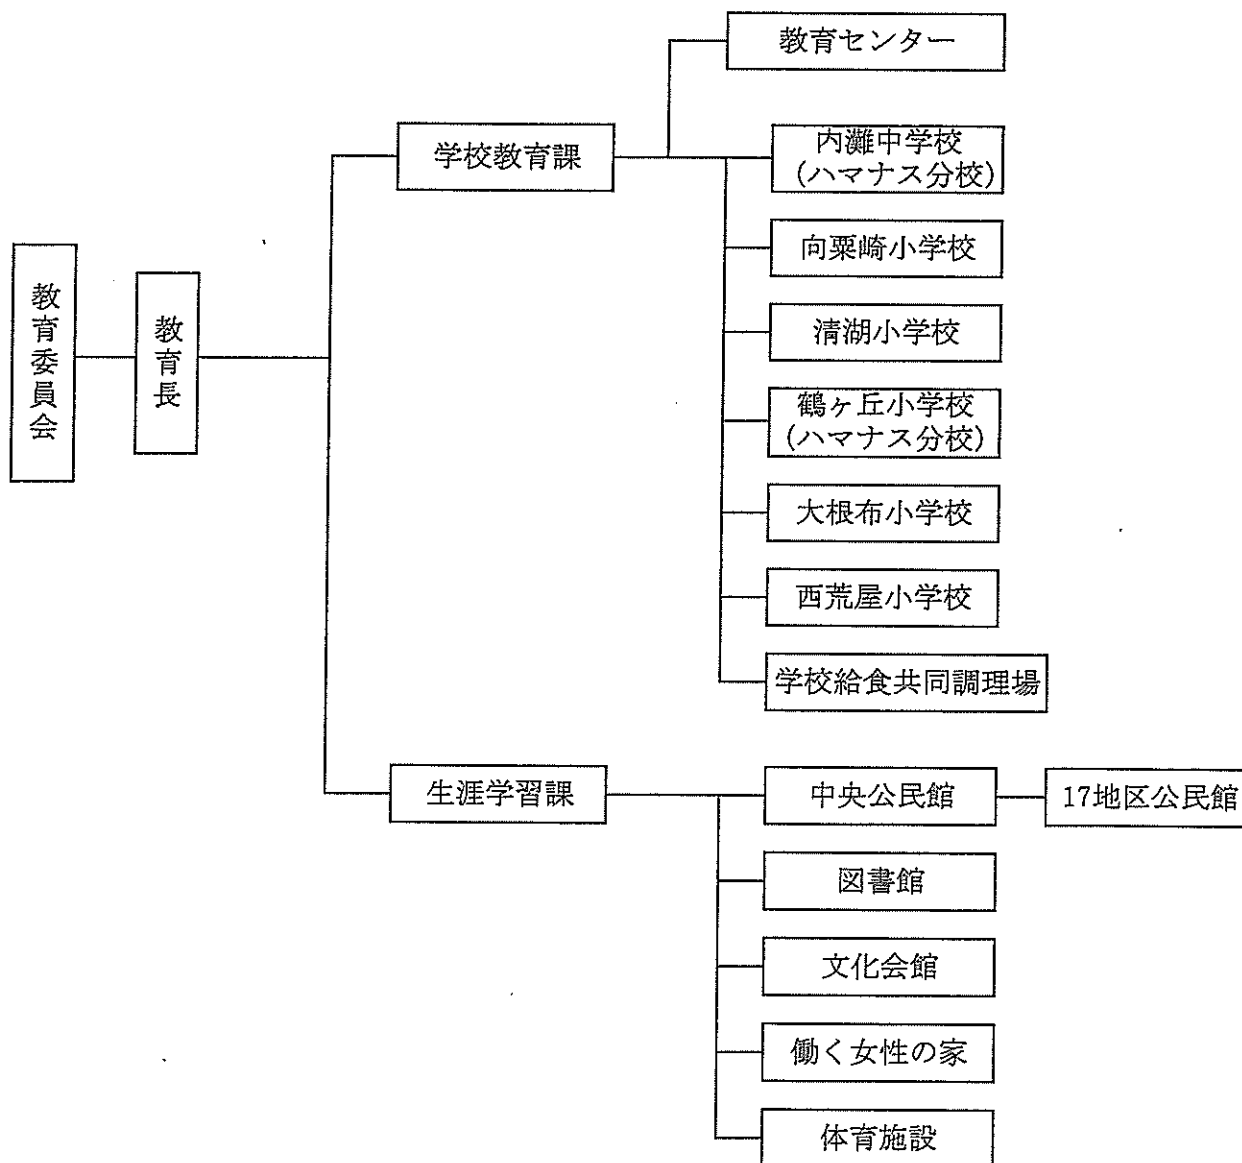 教育委員会
教育長
学校教育課
教育センター
内灘中学校
(ハマナス分校)
向粟崎小学校
清湖小学校
鶴ヶ丘小学校
(ハマナス分校)
大根布小学校
西荒屋小学校
学校給食共同調理場
生涯学習課
中央公民館
17地区公民館
図書館
文化会館
働く女性の家
体育施設